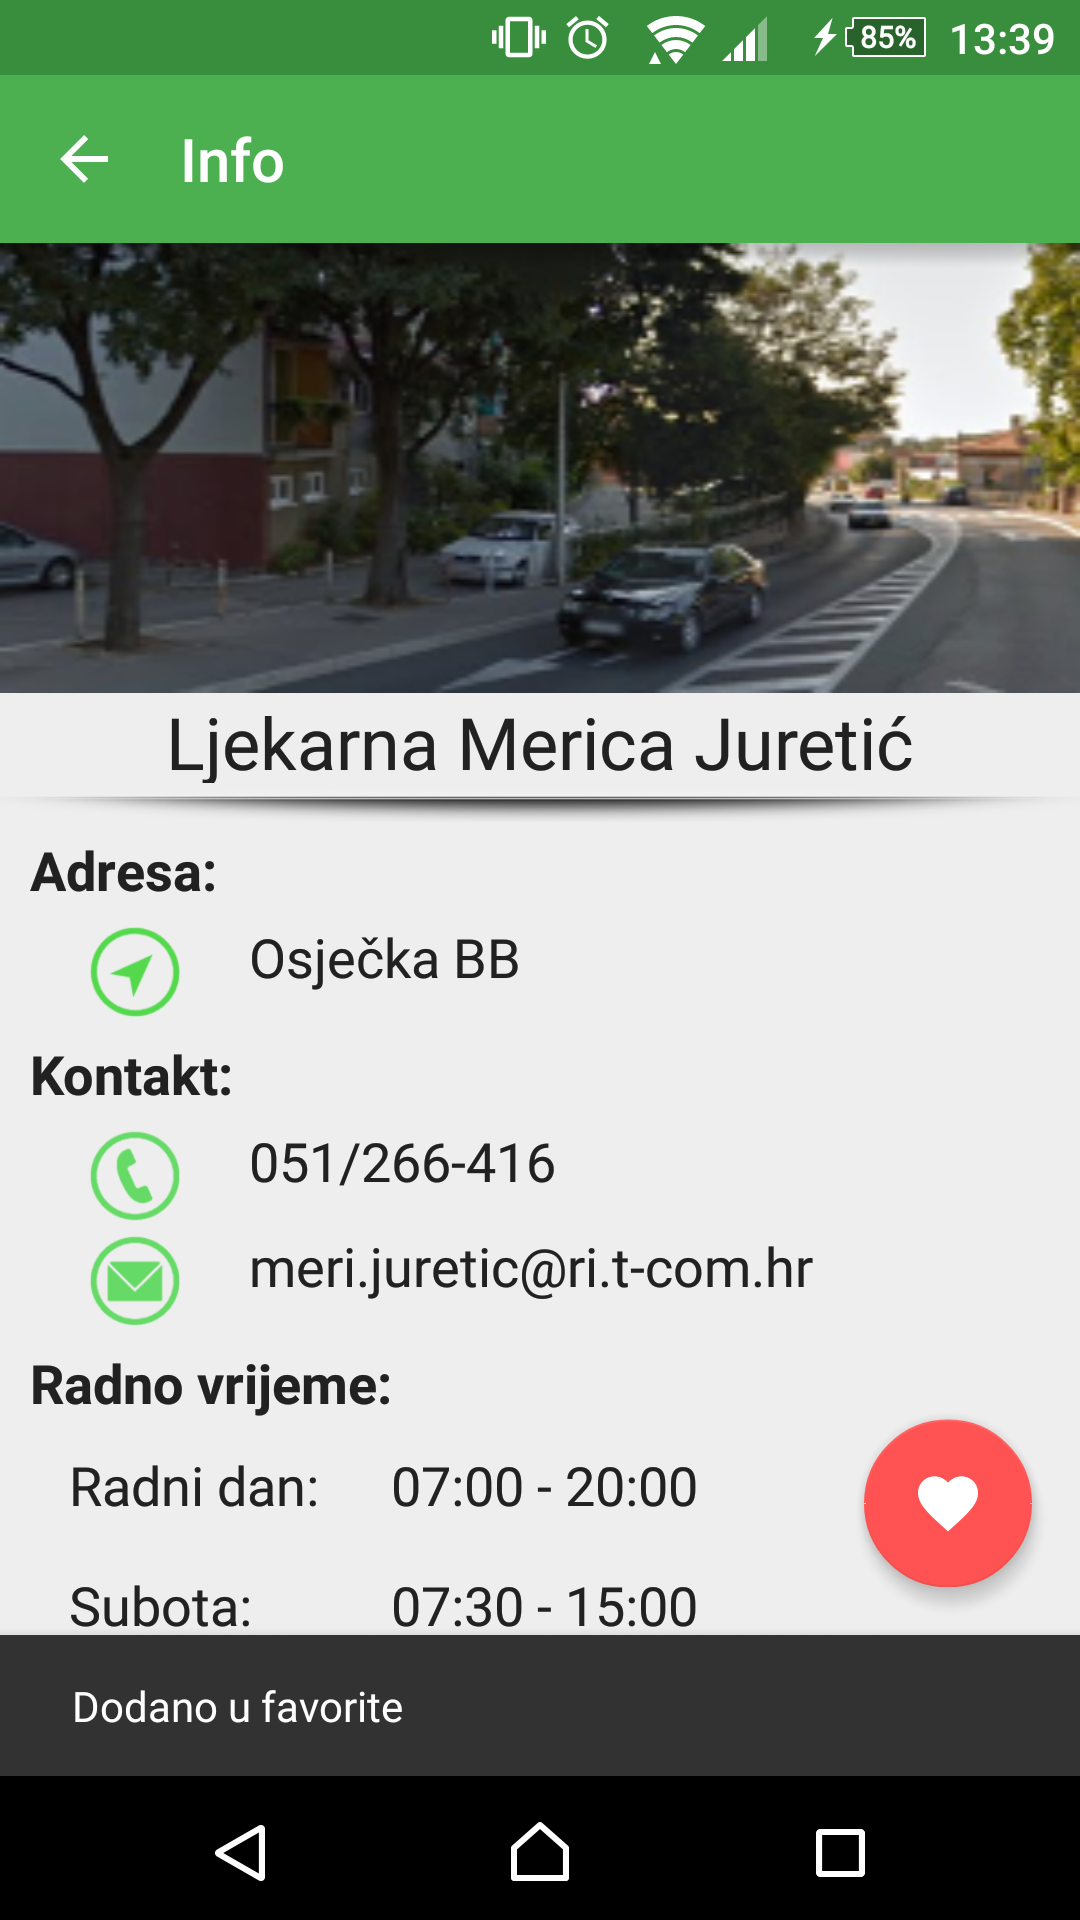 85% 13:39
Info
Ljekarna Merica Juretić
Adresa:
Osječka BB
Kontakt:
051/266-416
meri.juretic@ri.t-com.hr
Radno vrijeme:
Radni dan: 07:00 - 20:00
Subota: 07:30 - 15:00
Dodano u favorite